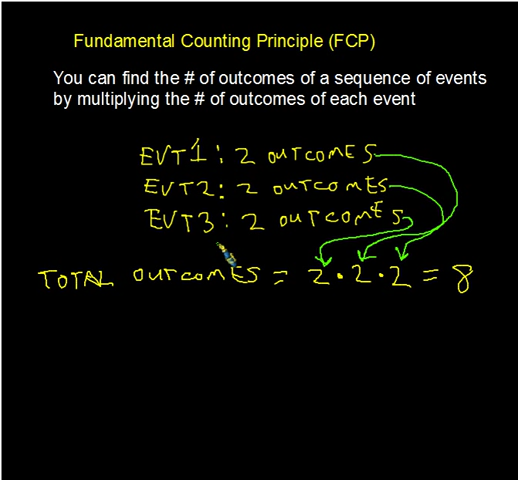 Fundamental Counting Principle (FCP)
You can find the # of outcomes of a sequence of events
by multiplying the # of outcomes of each event
EVT1: 2 OUTCOMES
EVT2: 2 OUTCOMES
EVT3: 2 OUTCOMES
TOTAL OUTCOMES = 2 · 2 · 2 = 8